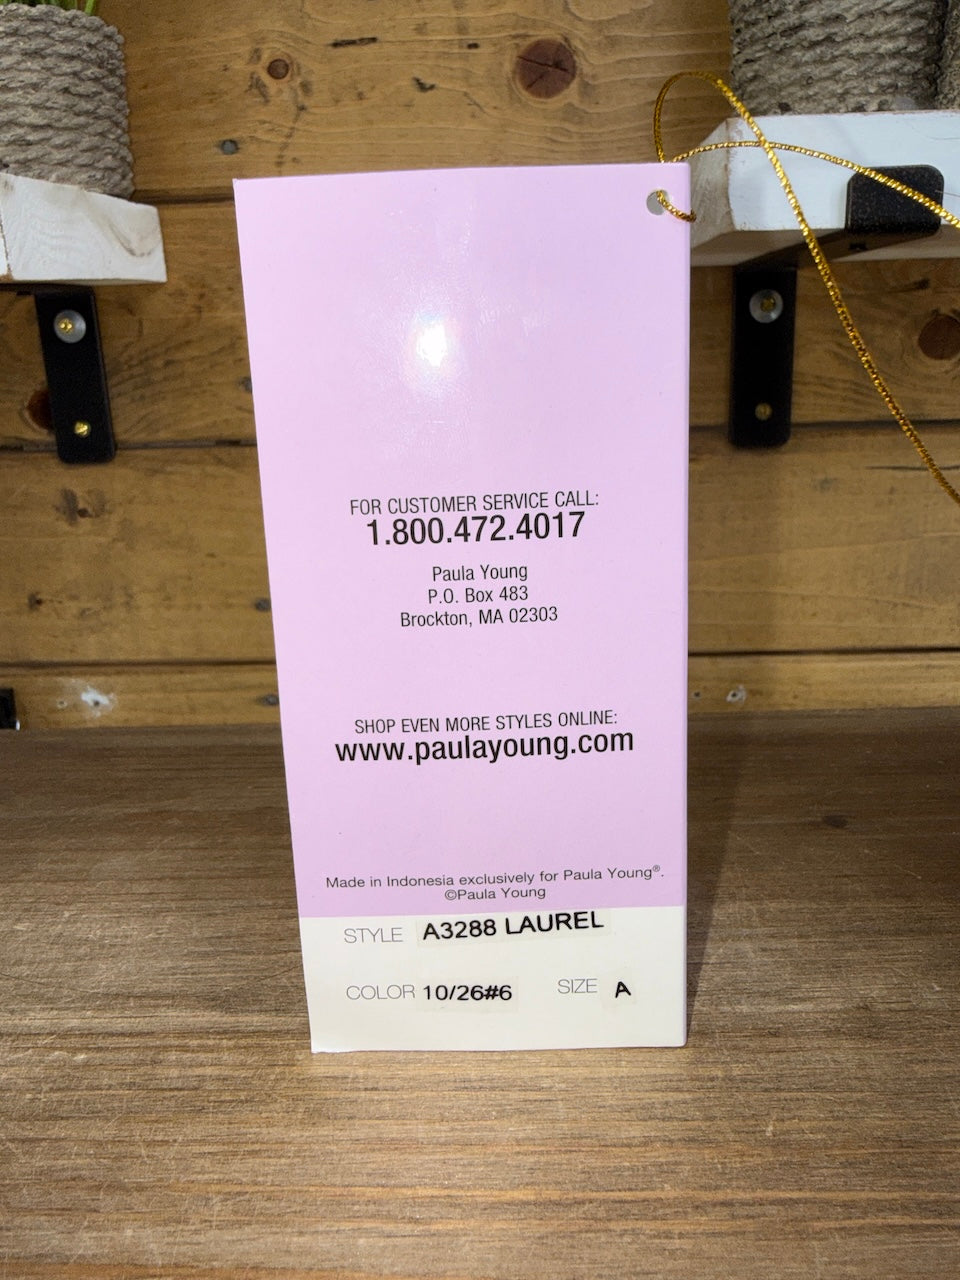 FOR CUSTOMER SERVICE CALL:
1.800.472.4017
Paula Young
P.O. Box 483
Brockton, MA 02303
SHOP EVEN MORE STYLES ONLINE:
www.paulayoung.com
Made in Indonesia exclusively for Paula Young®.
©Paula Young
STYLE A3288 LAUREL
COLOR 10/26#6 SIZE A